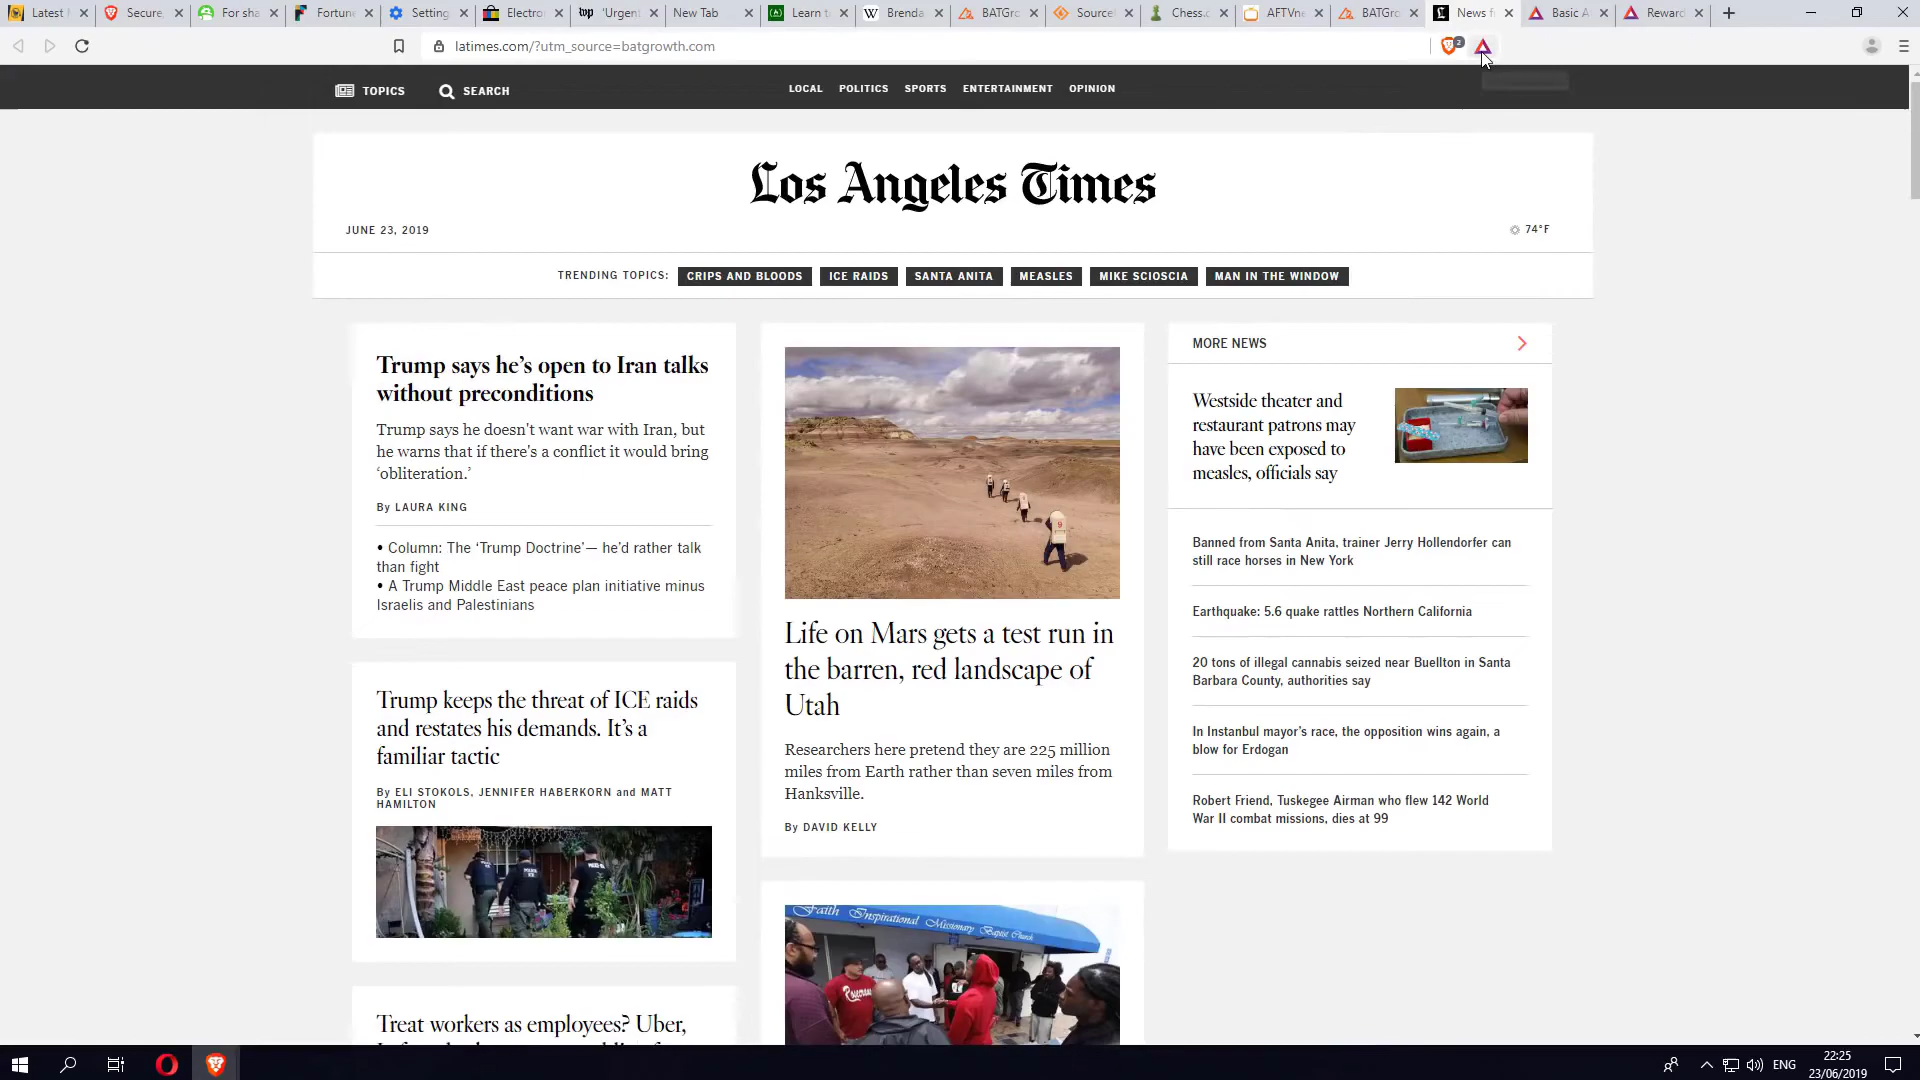 Latest
Secure,
For sha
Fortune
Setting
Electron
'Urgent
New Tab
Learn t
Brenda
BATGro
Source
Chess.c
AFTVne
BATGro
News f
Basic A
Reward
latimes.com/?utm_source=batgrowth.com
2
TOPICS
SEARCH
LOCAL POLITICS SPORTS ENTERTAINMENT OPINION
Los Angeles Times
JUNE 23, 2019
74°F
TRENDING TOPICS: CRIPS AND BLOODS ICE RAIDS SANTA ANITA MEASLES MIKE SCIOSCIA MAN IN THE WINDOW
Trump says he's open to Iran talks
without preconditions
Trump says he doesn't want war with Iran, but
he warns that if there's a conflict it would bring
‘obliteration.’
By LAURA KING
• Column: The ‘Trump Doctrine’— he’d rather talk
than fight
• A Trump Middle East peace plan initiative minus
Israelis and Palestinians
Trump keeps the threat of ICE raids
and restates his demands. It’s a
familiar tactic
By ELI STOKOLS, JENNIFER HABERKORN and MATT
HAMILTON
Treat workers as employees? Uber,
9
Life on Mars gets a test run in
the barren, red landscape of
Utah
Researchers here pretend they are 225 million
miles from Earth rather than seven miles from
Hanksville.
By DAVID KELLY
Faith Inspirational
Missionary Baptist Church
MORE NEWS
Westside theater and
restaurant patrons may
have been exposed to
measles, officials say
Banned from Santa Anita, trainer Jerry Hollendorfer can
still race horses in New York
Earthquake: 5.6 quake rattles Northern California
20 tons of illegal cannabis seized near Buellton in Santa
Barbara County, authorities say
In Instanbul mayor’s race, the opposition wins again, a
blow for Erdogan
Robert Friend, Tuskegee Airman who flew 142 World
War II combat missions, dies at 99
ENG
22:25
23/06/2019